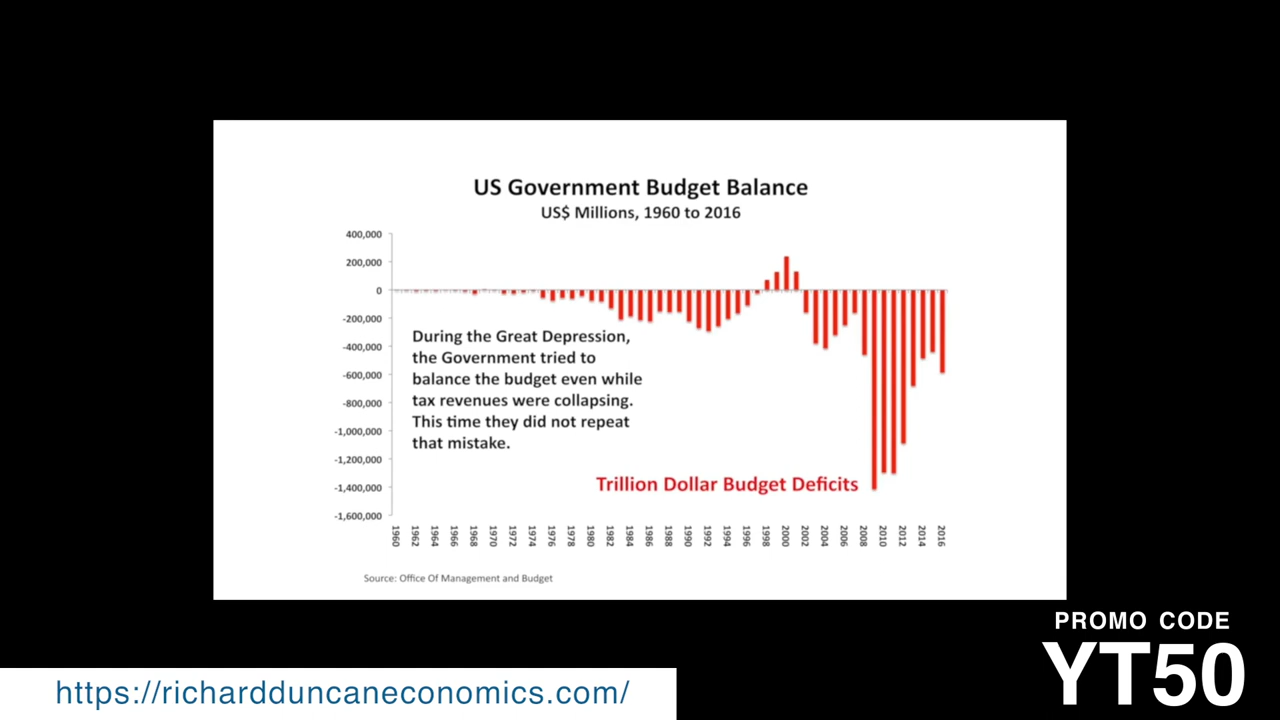 US Government Budget Balance
US$ Millions, 1960 to 2016
400,000
200,000
0
-200,000
-400,000
-600,000
-800,000
-1,000,000
-1,200,000
-1,400,000
-1,600,000
During the Great Depression,
the Government tried to
balance the budget even while
tax revenues were collapsing.
This time they did not repeat
that mistake.
Trillion Dollar Budget Deficits
1960 1962 1964 1966 1968 1970 1972 1974 1976 1978 1980 1982 1984 1986 1988 1990 1992 1994 1996 1998 2000 2002 2004 2006 2008 2010 2012 2014 2016
Source: Office Of Management and Budget
PROMO CODE
YT50
https://richardduncaneconomics.com/